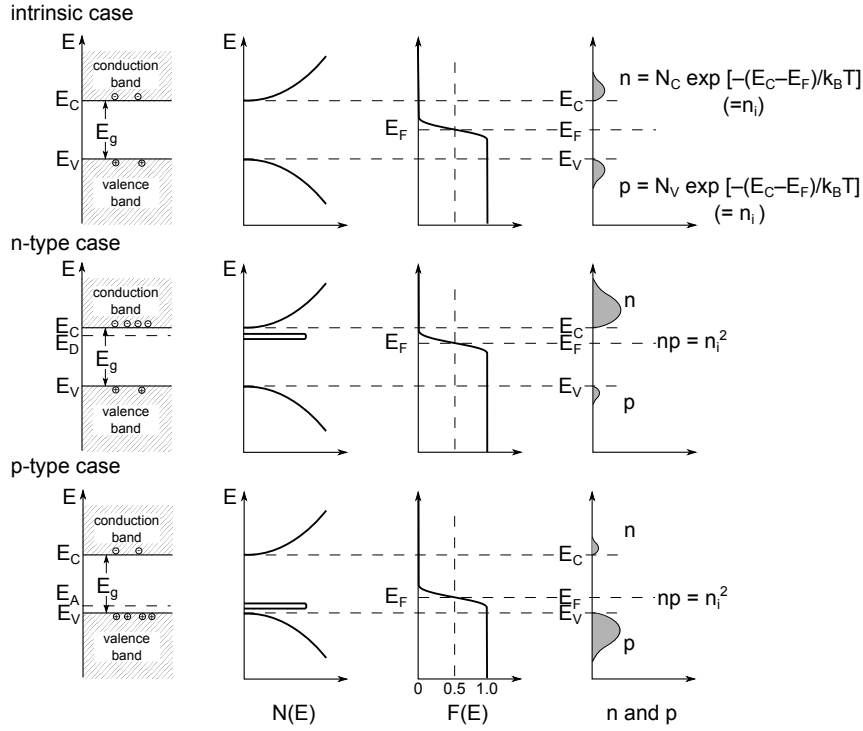 intrinsic case
E
conduction
band
⊖ ⊖
E_C
E_g
E_V
⊕ ⊕
valence
band
E
E_F
E_C
E_F
E_V
n = N_C exp [–(E_C–E_F)/k_BT]
(=n_i)
p = N_V exp [–(E_C–E_F)/k_BT]
(= n_i)
n-type case
E
conduction
band
⊖ ⊖ ⊖ ⊖
E_C
E_D
E_g
E_V
⊕ ⊕
valence
band
E
E_F
E_C
E_F
E_V
n
np = n_i^2
p
p-type case
E
conduction
band
⊖ ⊖
E_C
E_g
E_A
E_V
⊕ ⊕ ⊕ ⊕
valence
band
E
E_F
E_C
E_F
E_V
n
np = n_i^2
p
0 0.5 1.0
N(E)
F(E)
n and p